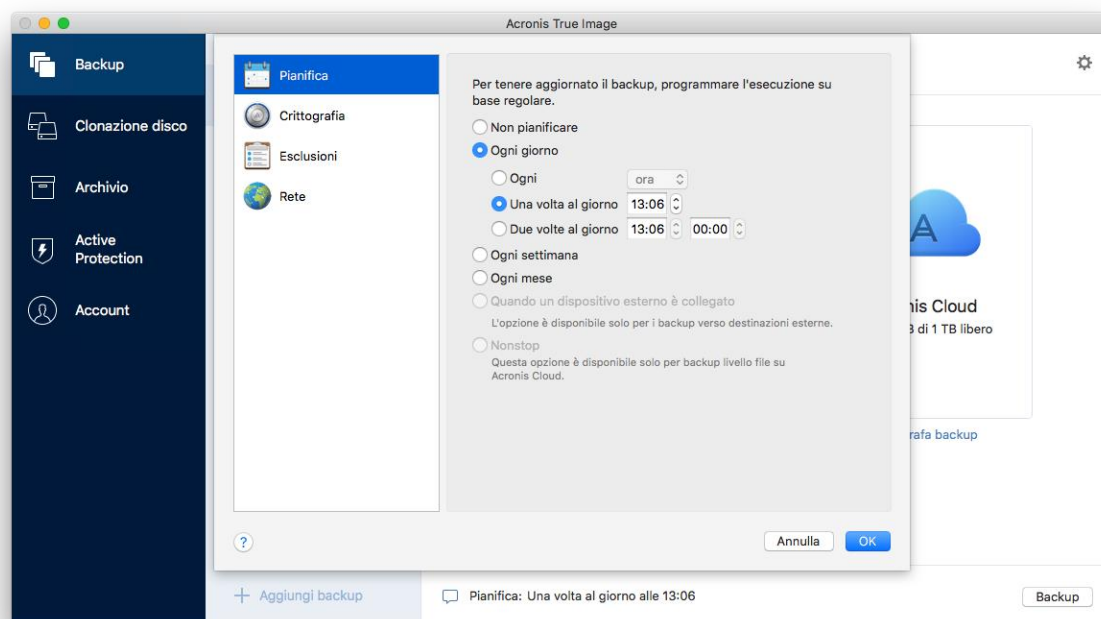 Acronis True Image
Backup
Clonazione disco
Archivio
Active
Protection
Account
Pianifica
Crittografia
Esclusioni
Rete
Per tenere aggiornato il backup, programmare l'esecuzione su
base regolare.
Non pianificare
Ogni giorno
Ogni ora
Una volta al giorno 13:06
Due volte al giorno 13:06 00:00
Ogni settimana
Ogni mese
Quando un dispositivo esterno è collegato
L'opzione è disponibile solo per i backup verso destinazioni esterne.
Nonstop
Questa opzione è disponibile solo per backup livello file su
Acronis Cloud.
?
Annulla
OK
nis Cloud
di 1 TB libero
rafa backup
Aggiungi backup
Pianifica: Una volta al giorno alle 13:06
Backup